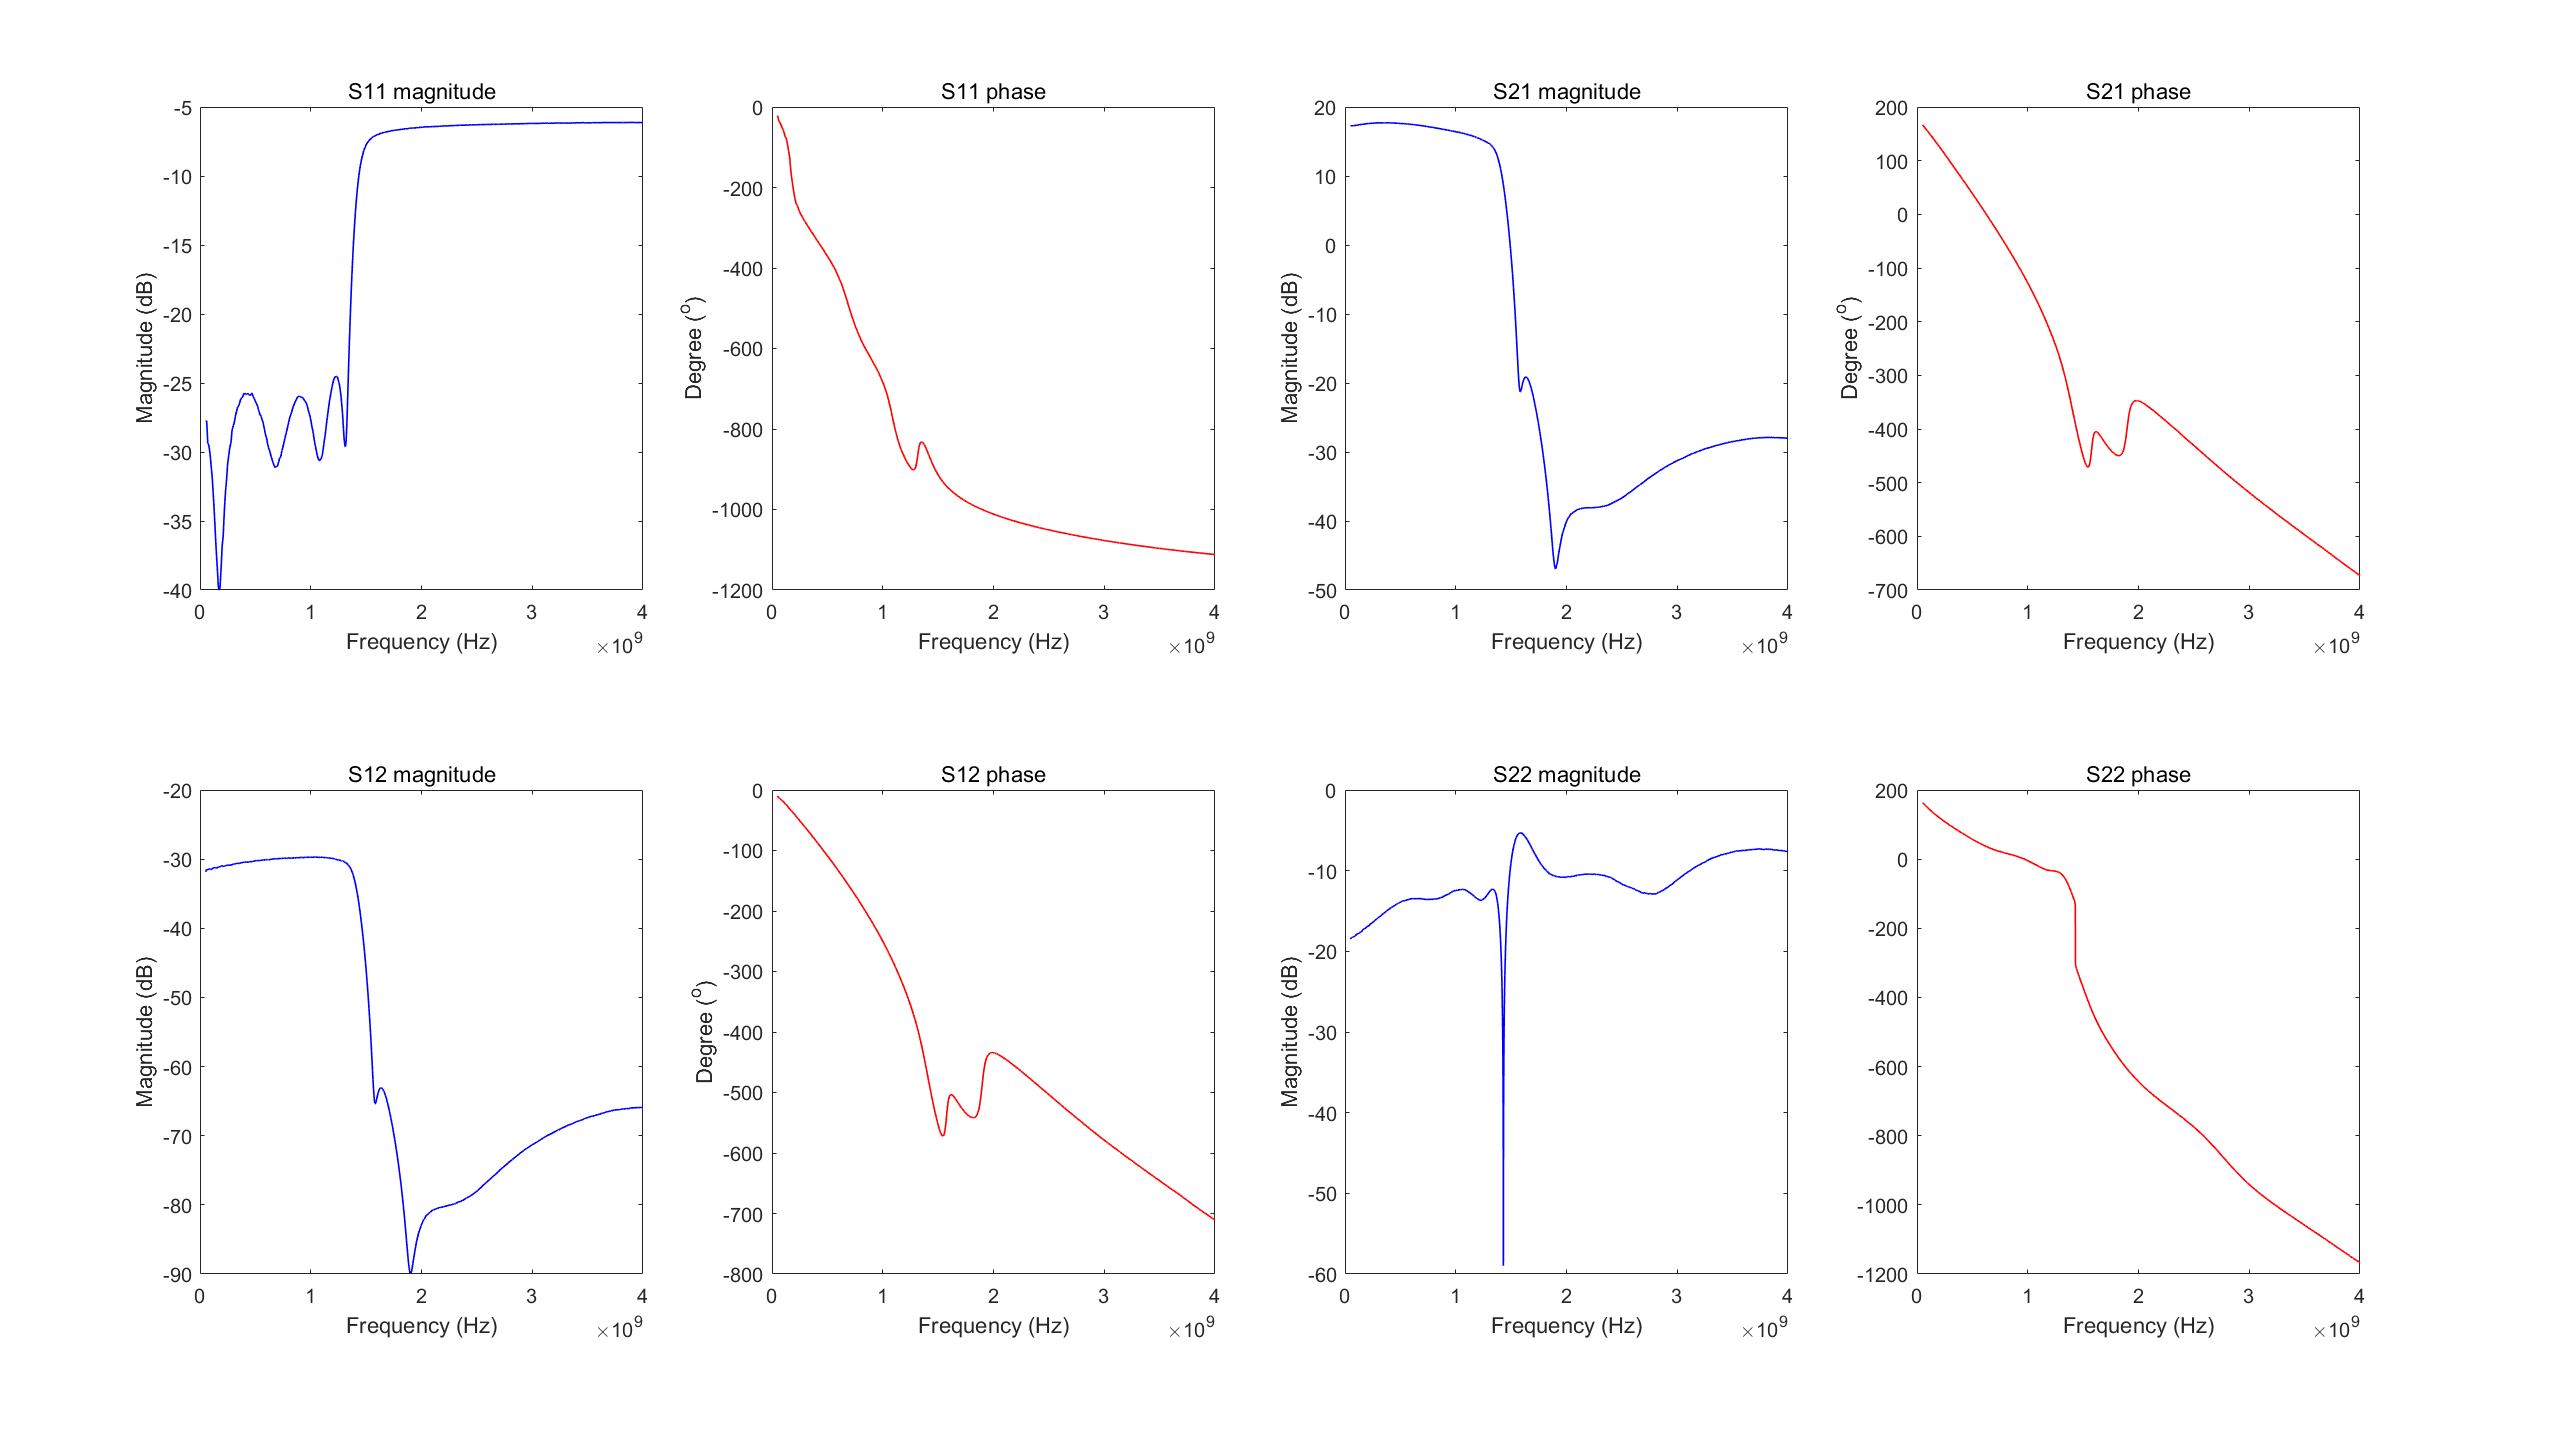 S11 magnitude
-5
-10
-15
-20
-25
-30
-35
-40
0 1 2 3 4
Magnitude (dB)
Frequency (Hz)
×10^9
S11 phase
0
-200
-400
-600
-800
-1000
-1200
0 1 2 3 4
Degree (^o)
Frequency (Hz)
×10^9
S21 magnitude
20
10
0
-10
-20
-30
-40
-50
0 1 2 3 4
Magnitude (dB)
Frequency (Hz)
×10^9
S21 phase
200
100
0
-100
-200
-300
-400
-500
-600
-700
0 1 2 3 4
Degree (^o)
Frequency (Hz)
×10^9
S12 magnitude
-20
-30
-40
-50
-60
-70
-80
-90
0 1 2 3 4
Magnitude (dB)
Frequency (Hz)
×10^9
S12 phase
0
-100
-200
-300
-400
-500
-600
-700
-800
0 1 2 3 4
Degree (^o)
Frequency (Hz)
×10^9
S22 magnitude
0
-10
-20
-30
-40
-50
-60
0 1 2 3 4
Magnitude (dB)
Frequency (Hz)
×10^9
S22 phase
200
0
-200
-400
-600
-800
-1000
-1200
0 1 2 3 4
Degree (^o)
Frequency (Hz)
×10^9